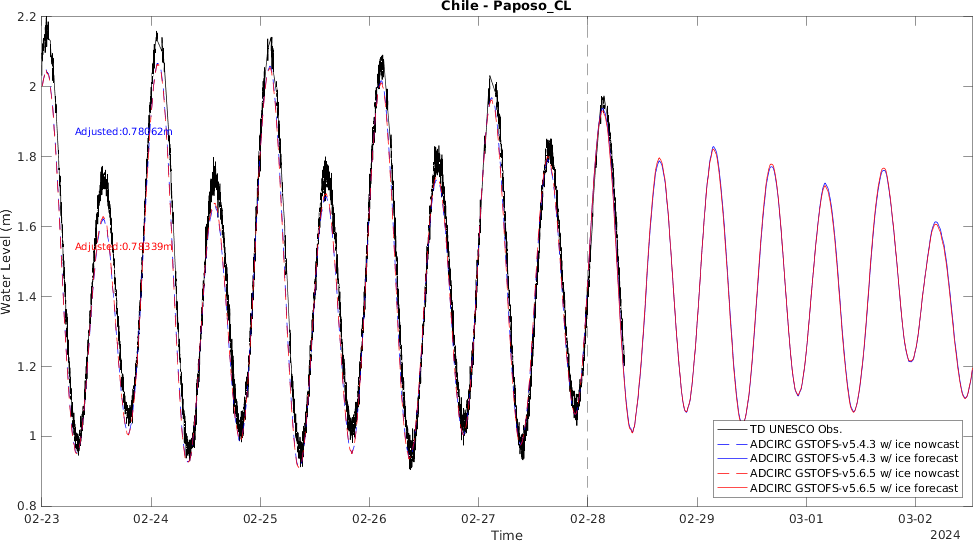 Chile - Paposo_CL
2.2
2
1.8
1.6
1.4
1.2
1
0.8
Water Level (m)
Adjusted:0.78062m
Adjusted:0.78339m
TD UNESCO Obs.
ADCIRC GSTOFS-v5.4.3 w/ ice nowcast
ADCIRC GSTOFS-v5.4.3 w/ ice forecast
ADCIRC GSTOFS-v5.6.5 w/ ice nowcast
ADCIRC GSTOFS-v5.6.5 w/ ice forecast
02-23 02-24 02-25 02-26 02-27 02-28 02-29 03-01 03-02
Time
2024